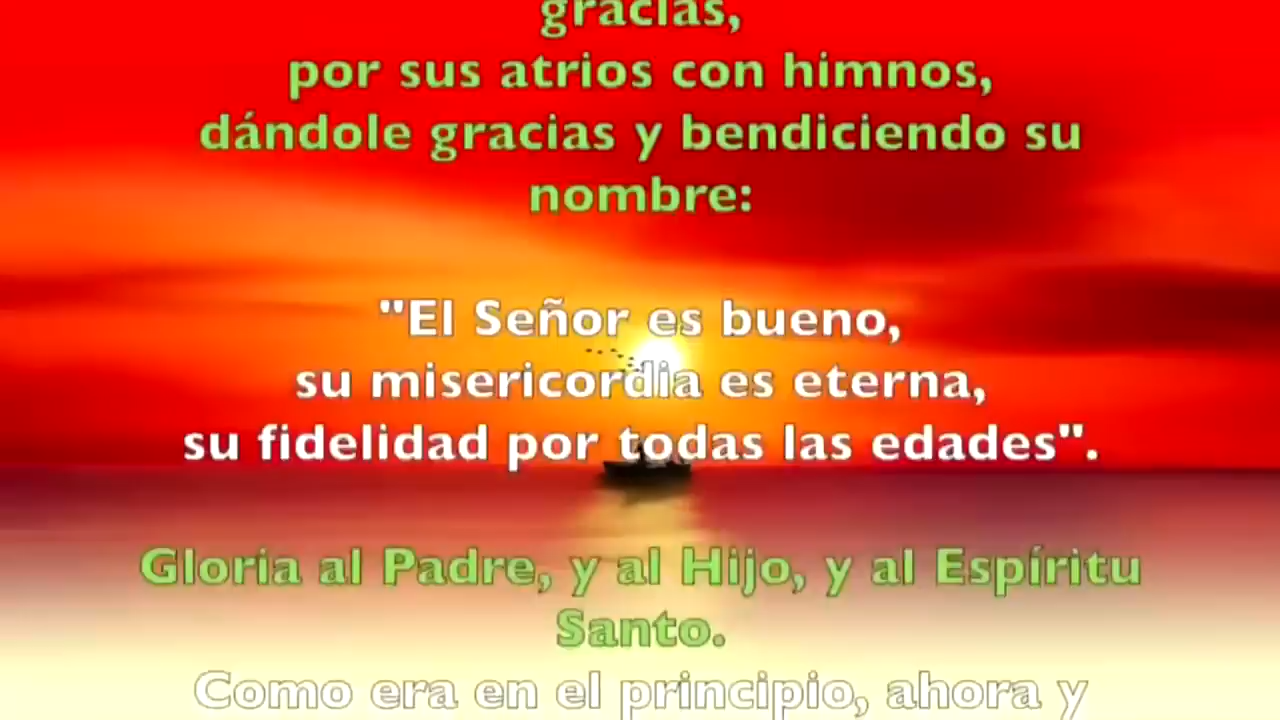 gracias,
por sus atrios con himnos,
dándole gracias y bendiciendo su
nombre:
"El Señor es bueno,
su misericordia es eterna,
su fidelidad por todas las edades".
Gloria al Padre, y al Hijo, y al Espíritu
Santo.
Como era en el principio, ahora y